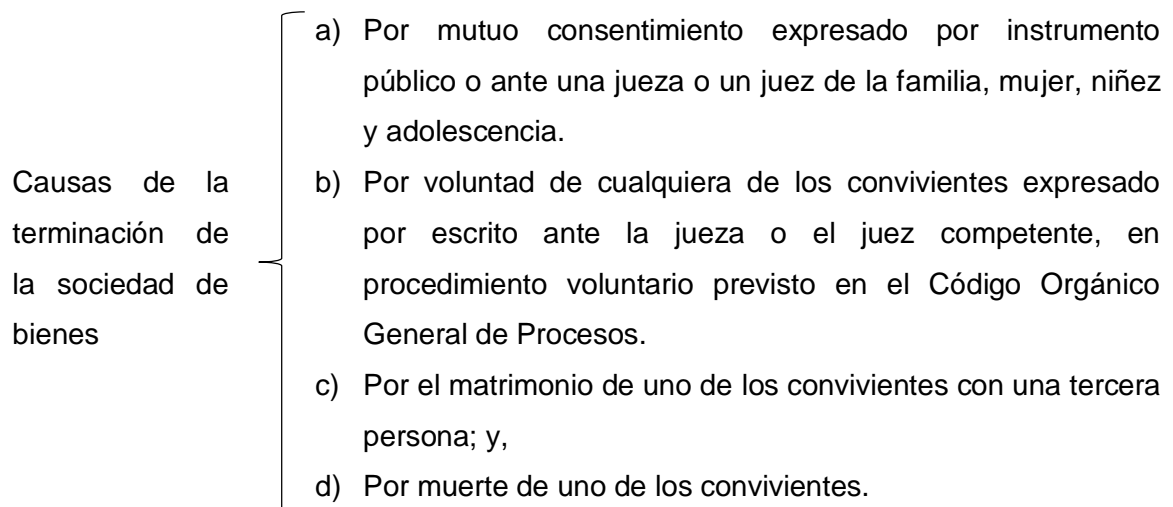 Causas de la
terminación de
la sociedad de
bienes
a) Por mutuo consentimiento expresado por instrumento
público o ante una jueza o un juez de la familia, mujer, niñez
y adolescencia.
b) Por voluntad de cualquiera de los convivientes expresado
por escrito ante la jueza o el juez competente, en
procedimiento voluntario previsto en el Código Orgánico
General de Procesos.
c) Por el matrimonio de uno de los convivientes con una tercera
persona; y,
d) Por muerte de uno de los convivientes.